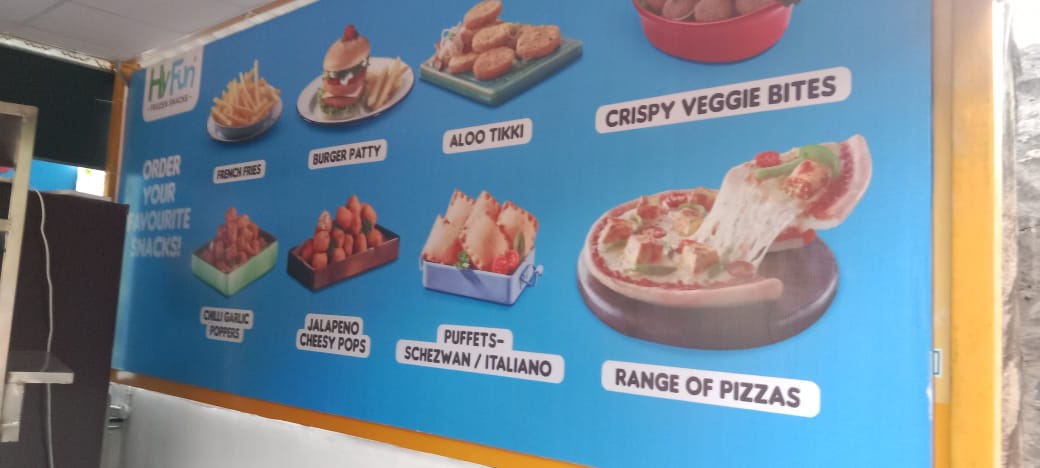 HyFun
- FROZEN SNACKS -
ORDER
YOUR
FAVOURITE
SNACKS!
FRENCH FRIES
BURGER PATTY
ALOO TIKKI
CRISPY VEGGIE BITES
CHILLI GARLIC
POPPERS
JALAPENO
CHEESY POPS
PUFFETS-
SCHEZWAN / ITALIANO
RANGE OF PIZZAS